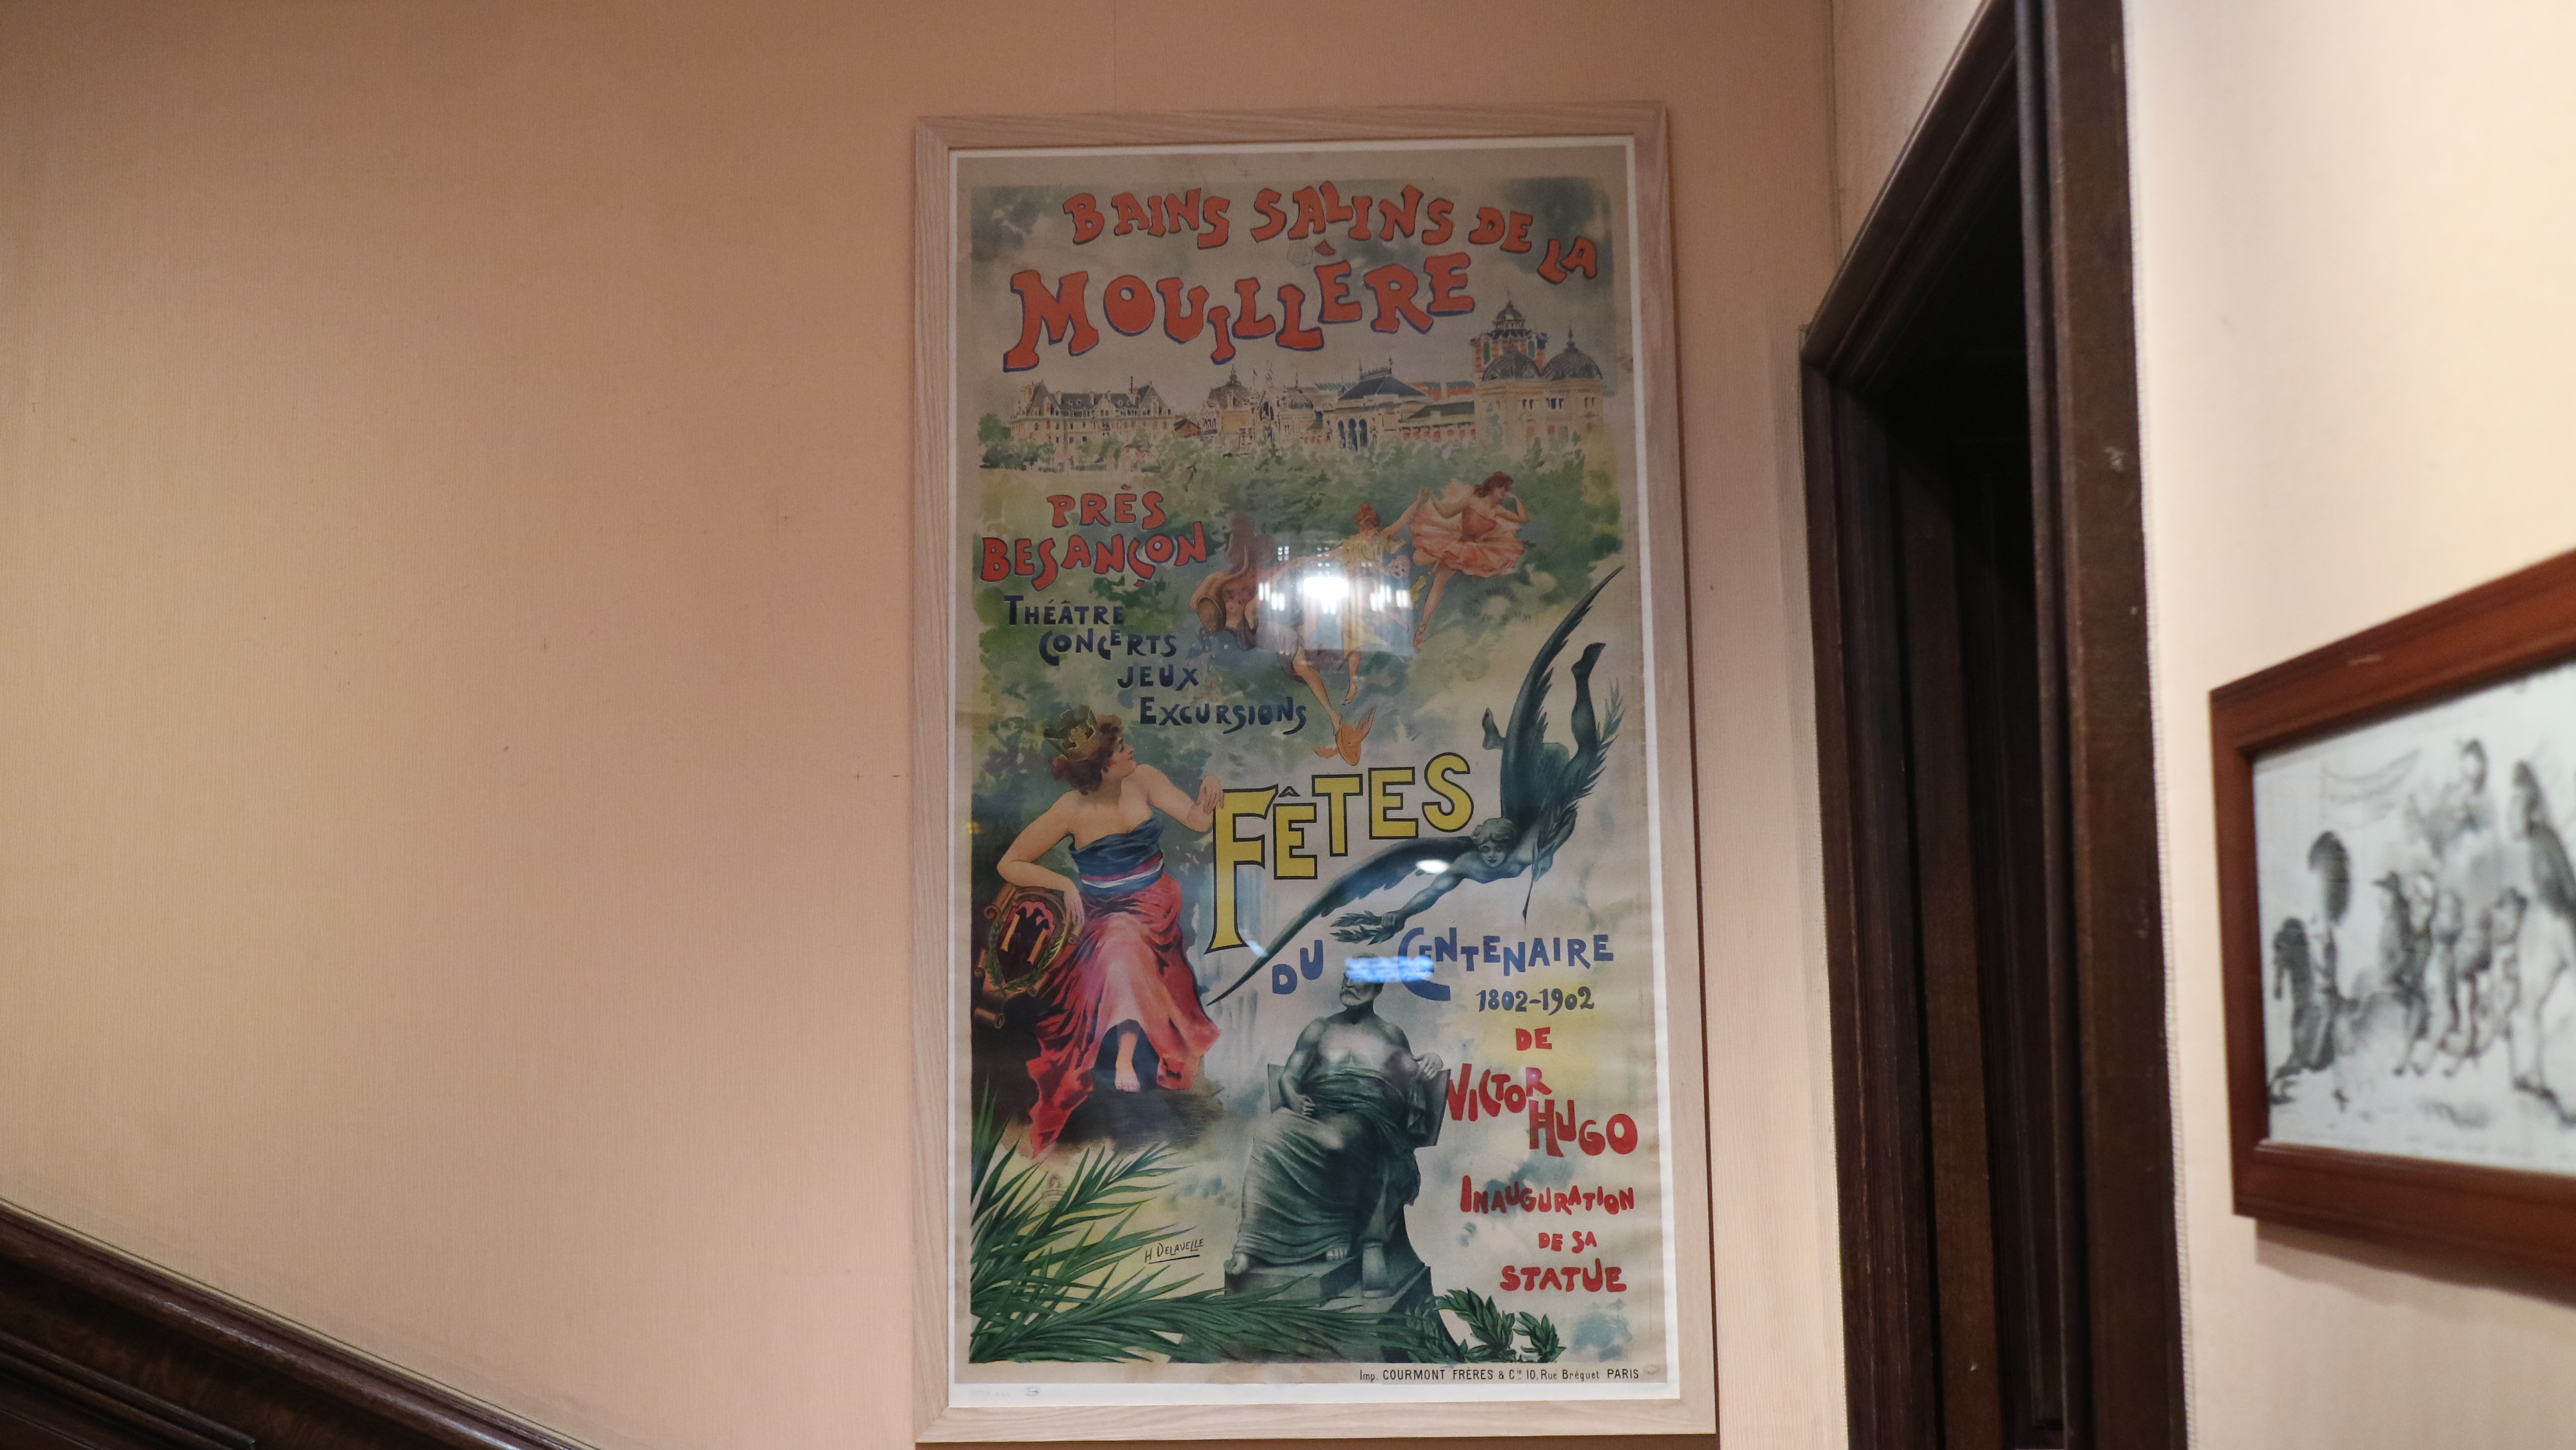 BAINS SALINS DE LA
MOUILLÈRE
PRÈS
BESANÇON
THÉÂTRE
CONCERTS
JEUX
EXCURSIONS
FÊTES
DU CENTENAIRE
1802-1902
DE
VICTOR
HUGO
INAUGURATION
DE SA
STATUE
H DELAVELLE
Imp. COURMONT FRÈRES & Cie 10, Rue Bréguet PARIS